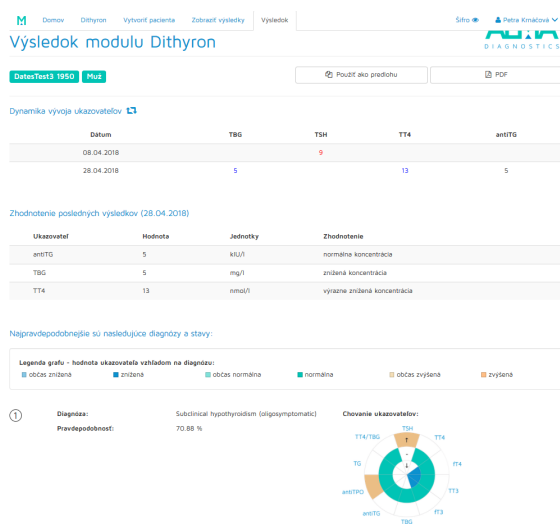 M Domov Dithyron Vytvoriť pacienta Zobraziť výsledky Výsledok Šifro Petra Krnáčová
Výsledok modulu Dithyron
DIAGNOSTICS
DatesTest3 1950 Muž Použiť ako predlohu PDF
Dynamika vývoja ukazovateľov
Dátum TBG TSH TT4 antiTG
08.04.2018 9
28.04.2018 5 13 5
Zhodnotenie posledných výsledkov (28.04.2018)
Ukazovateľ Hodnota Jednotky Zhodnotenie
antiTG 5 kIU/l normálna koncentrácia
TBG 5 mg/l znížená koncentrácia
TT4 13 nmol/l výrazne znížená koncentrácia
Najpravdepodobnejšie sú nasledujúce diagnózy a stavy:
Legenda grafu - hodnota ukazovateľa vzhľadom na diagnózu:
občas znížená znížená občas normálna normálna občas zvýšená zvýšená
1 Diagnóza: Subclinical hypothyroidism (oligosymptomatic) Chovanie ukazovateľov:
Pravdepodobnosť: 70.88 %
TSH
TT4/TBG TT4
TG fT4
antiTPO TT3
antiTG fT3
TBG